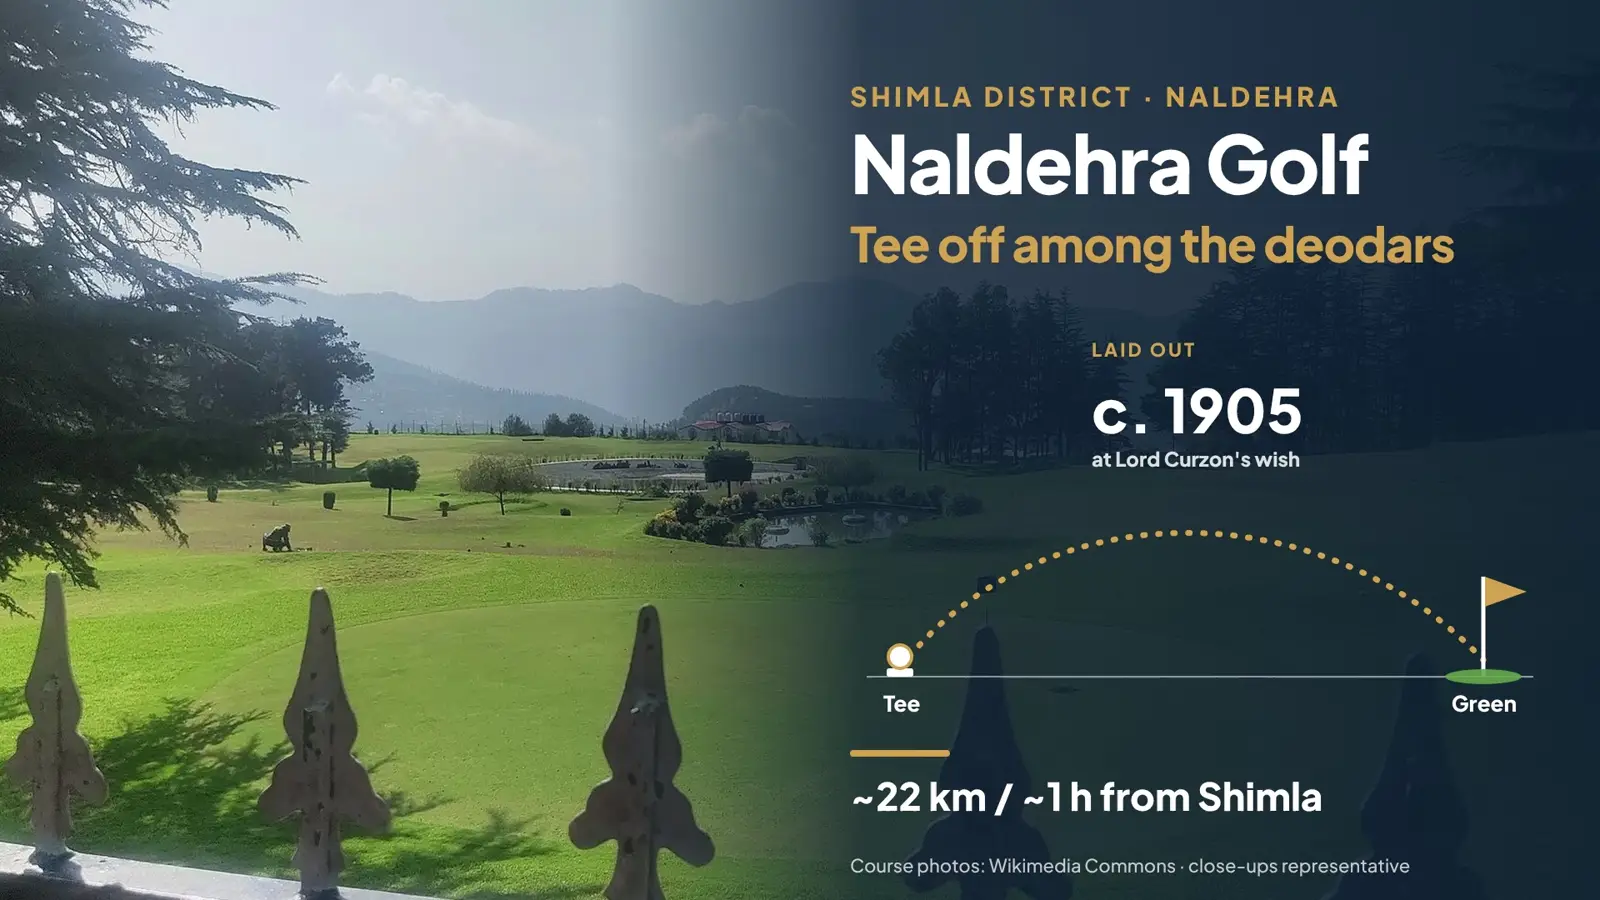 SHIMLA DISTRICT · NALDEHRA
Naldehra Golf
Tee off among the deodars
LAID OUT
c. 1905
at Lord Curzon's wish
Tee
Green
~22 km / ~1 h from Shimla
Course photos: Wikimedia Commons · close-ups representative